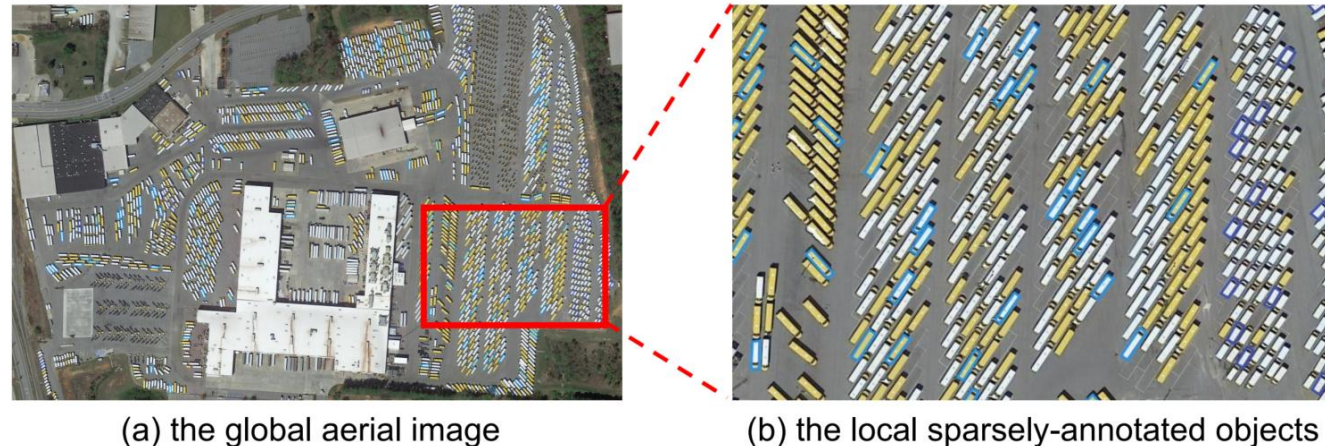 (a) the global aerial image
(b) the local sparsely-annotated objects